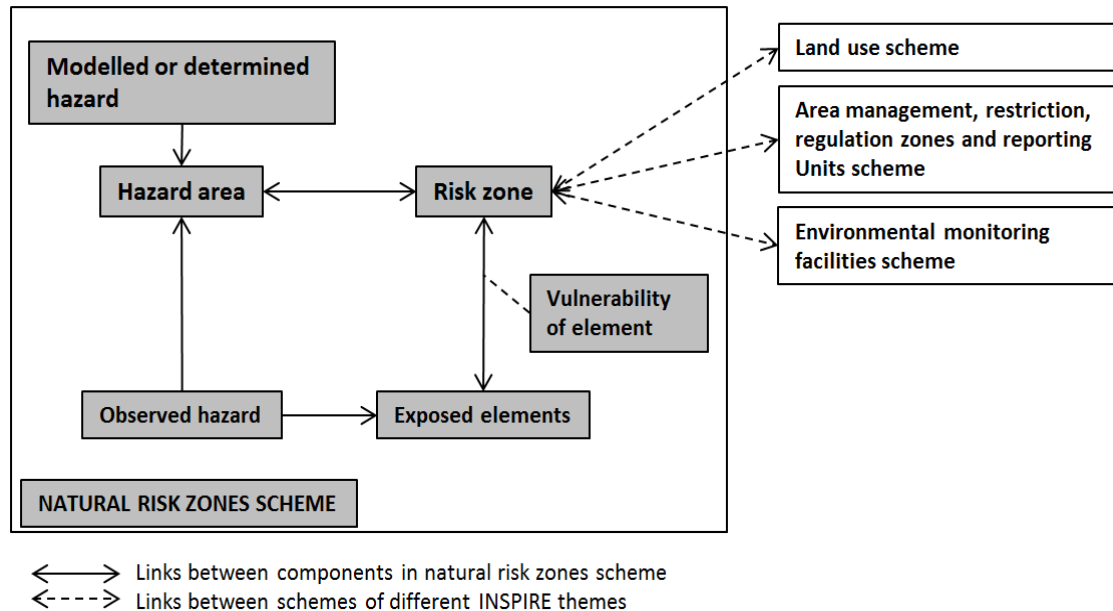 Modelled or determined
hazard
Hazard area
Risk zone
Vulnerability
of element
Observed hazard
Exposed elements
NATURAL RISK ZONES SCHEME
Land use scheme
Area management, restriction,
regulation zones and reporting
Units scheme
Environmental monitoring
facilities scheme
Links between components in natural risk zones scheme
Links between schemes of different INSPIRE themes